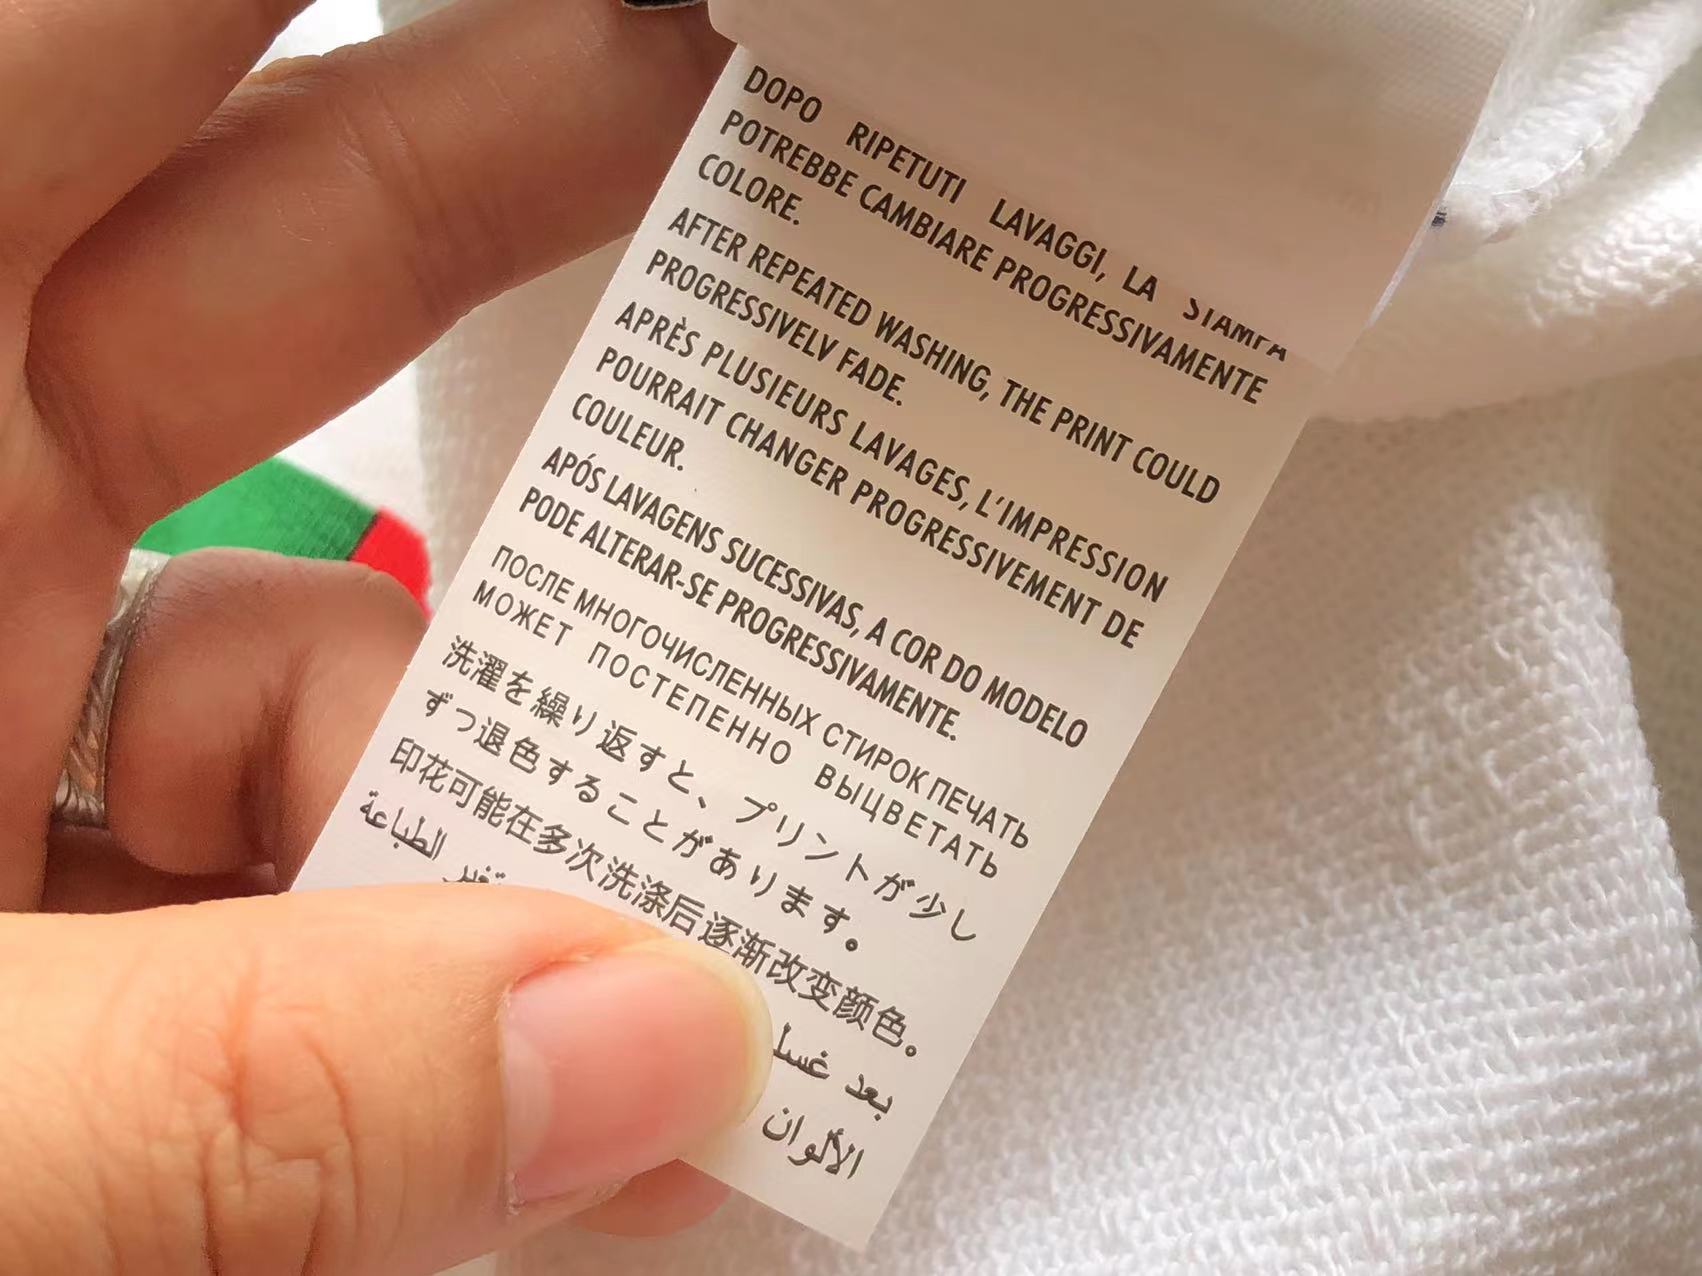 DOPO RIPETUTI LAVAGGI, LA STAMPA
POTREBBE CAMBIARE PROGRESSIVAMENTE
COLORE.
AFTER REPEATED WASHING, THE PRINT COULD
PROGRESSIVELV FADE.
APRÈS PLUSIEURS LAVAGES, L'IMPRESSION
POURRAIT CHANGER PROGRESSIVEMENT DE
COULEUR.
APÓS LAVAGENS SUCESSIVAS, A COR DO MODELO
PODE ALTERAR-SE PROGRESSIVAMENTE.
ПОСЛЕ МНОГОЧИСЛЕННЫХ СТИРОК ПЕЧАТЬ
МОЖЕТ ПОСТЕПЕННО ВЫЦВЕТАТЬ
洗濯を繰り返すと、プリントが少し
ずつ退色することがあります。
印花可能在多次洗涤后逐渐改变颜色。
بعد غسل الطباعة
الألوان